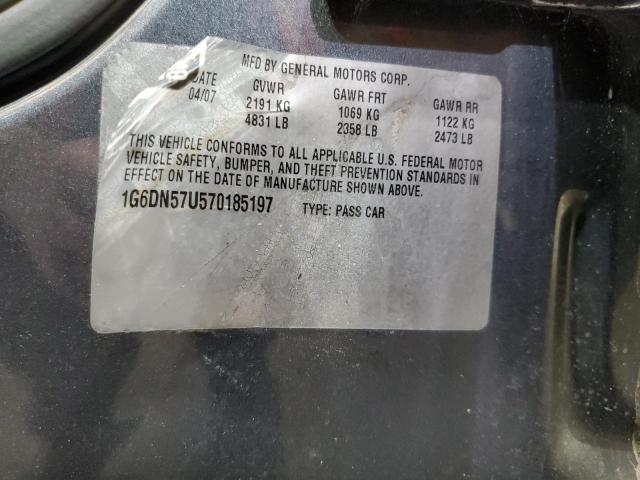 MFD BY GENERAL MOTORS CORP.
DATE GVWR GAWR FRT GAWR RR
04/07 2191 KG 1069 KG 1122 KG
4831 LB 2358 LB 2473 LB
THIS VEHICLE CONFORMS TO ALL APPLICABLE U.S. FEDERAL MOTOR
VEHICLE SAFETY, BUMPER, AND THEFT PREVENTION STANDARDS IN
EFFECT ON THE DATE OF MANUFACTURE SHOWN ABOVE.
1G6DN57U570185197 TYPE: PASS CAR